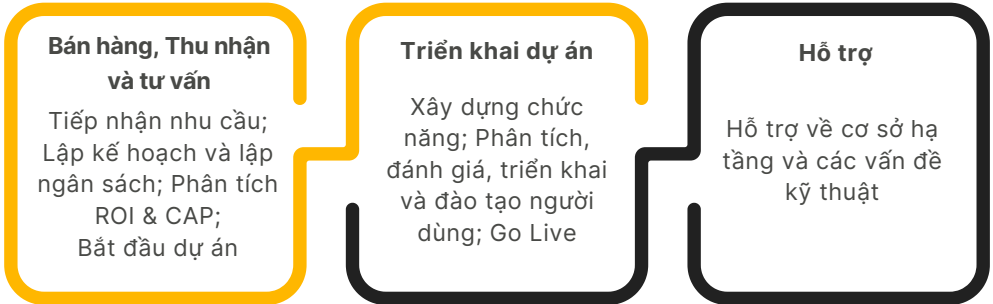 Bán hàng, Thu nhận
và tư vấn
Tiếp nhận nhu cầu;
Lập kế hoạch và lập
ngân sách; Phân tích
ROI & CAP;
Bắt đầu dự án
Triển khai dự án
Xây dựng chức
năng; Phân tích,
đánh giá, triển khai
và đào tạo người
dùng; Go Live
Hỗ trợ
Hỗ trợ về cơ sở hạ
tầng và các vấn đề
kỹ thuật